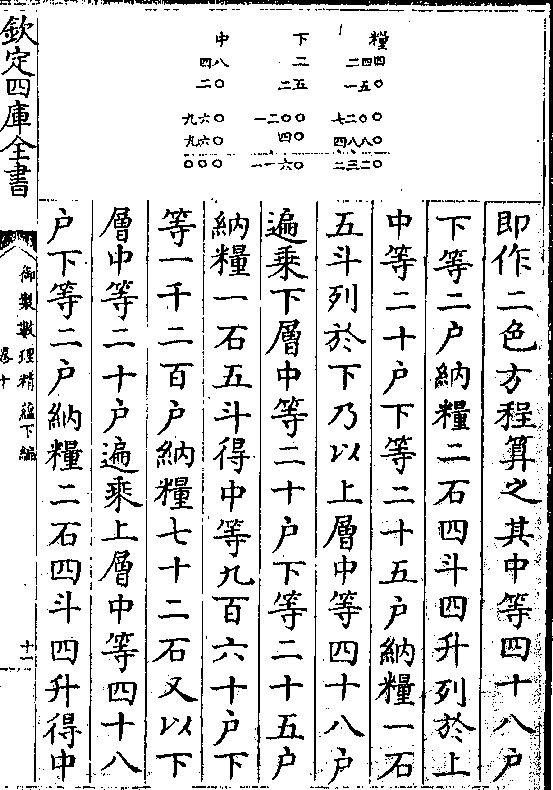 糧
二四四
一五〇
七二〇〇
四八八〇
二三二〇
下
二
二五
一二〇〇
四〇
一一六〇
中
四八
二〇
九六〇
九六〇
〇〇〇
即作二色方程算之其中等四十八户
下等二户納糧二石四斗四升列於上
中等二十户下等二十五户納糧一石
五斗列於下乃以上層中等四十八户
遍乘下層中等二十户下等二十五户
納糧一石五斗得中等九百六十户下
等一千二百户納糧七十二石又以下
層中等二十户遍乘上層中等四十八
户下等二户納糧二石四斗四升得中
欽定四庫全書
御製數理精藴下編
卷十
十一